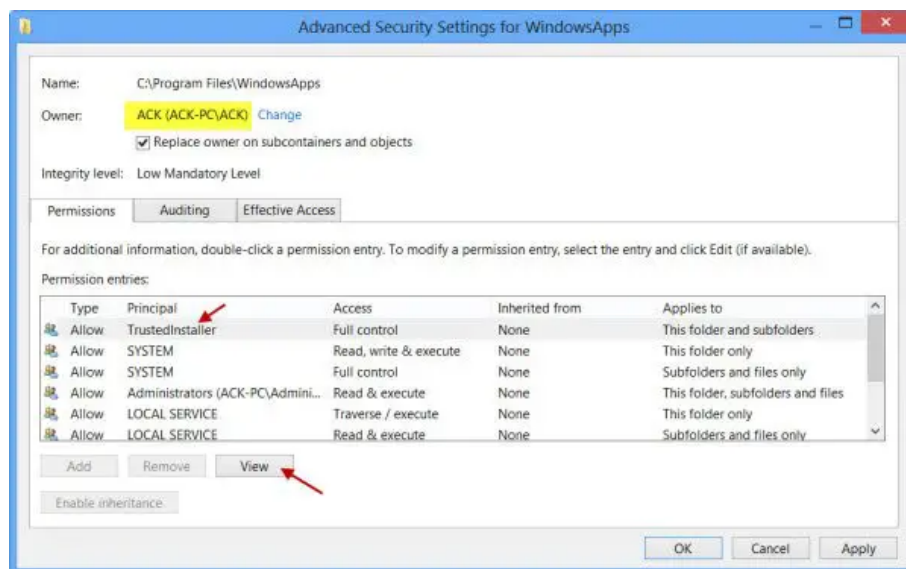 Advanced Security Settings for WindowsApps
Name: C:\Program Files\WindowsApps
Owner: ACK (ACK-PC\ACK) Change
Replace owner on subcontainers and objects
Integrity level: Low Mandatory Level
Permissions Auditing Effective Access
For additional information, double-click a permission entry. To modify a permission entry, select the entry and click Edit (if available).
Permission entries:
Type Principal Access Inherited from Applies to
Allow TrustedInstaller Full control None This folder and subfolders
Allow SYSTEM Read, write & execute None This folder only
Allow SYSTEM Full control None Subfolders and files only
Allow Administrators (ACK-PC\Admini... Read & execute None This folder, subfolders and files
Allow LOCAL SERVICE Traverse / execute None This folder only
Allow LOCAL SERVICE Read & execute None Subfolders and files only
Add Remove View
Enable inheritance
OK Cancel Apply